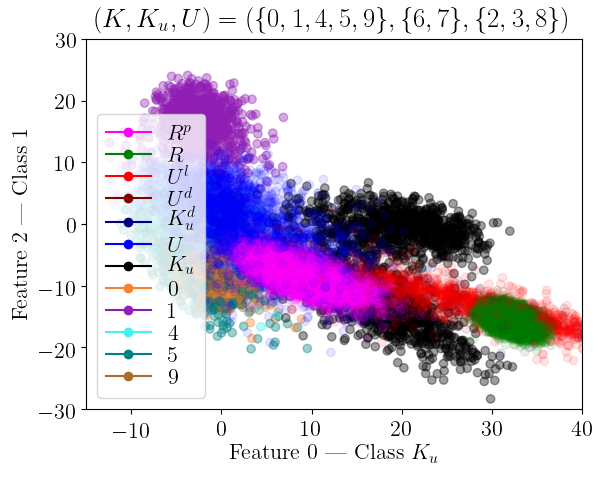 (K, K_u, U) = ({0, 1, 4, 5, 9}, {6, 7}, {2, 3, 8})
30
20
10
0
−10
−20
−30
Feature 2 — Class 1
R^p
R
U^l
U^d
K_u^d
U
K_u
0
1
4
5
9
−10 0 10 20 30 40
Feature 0 — Class K_u